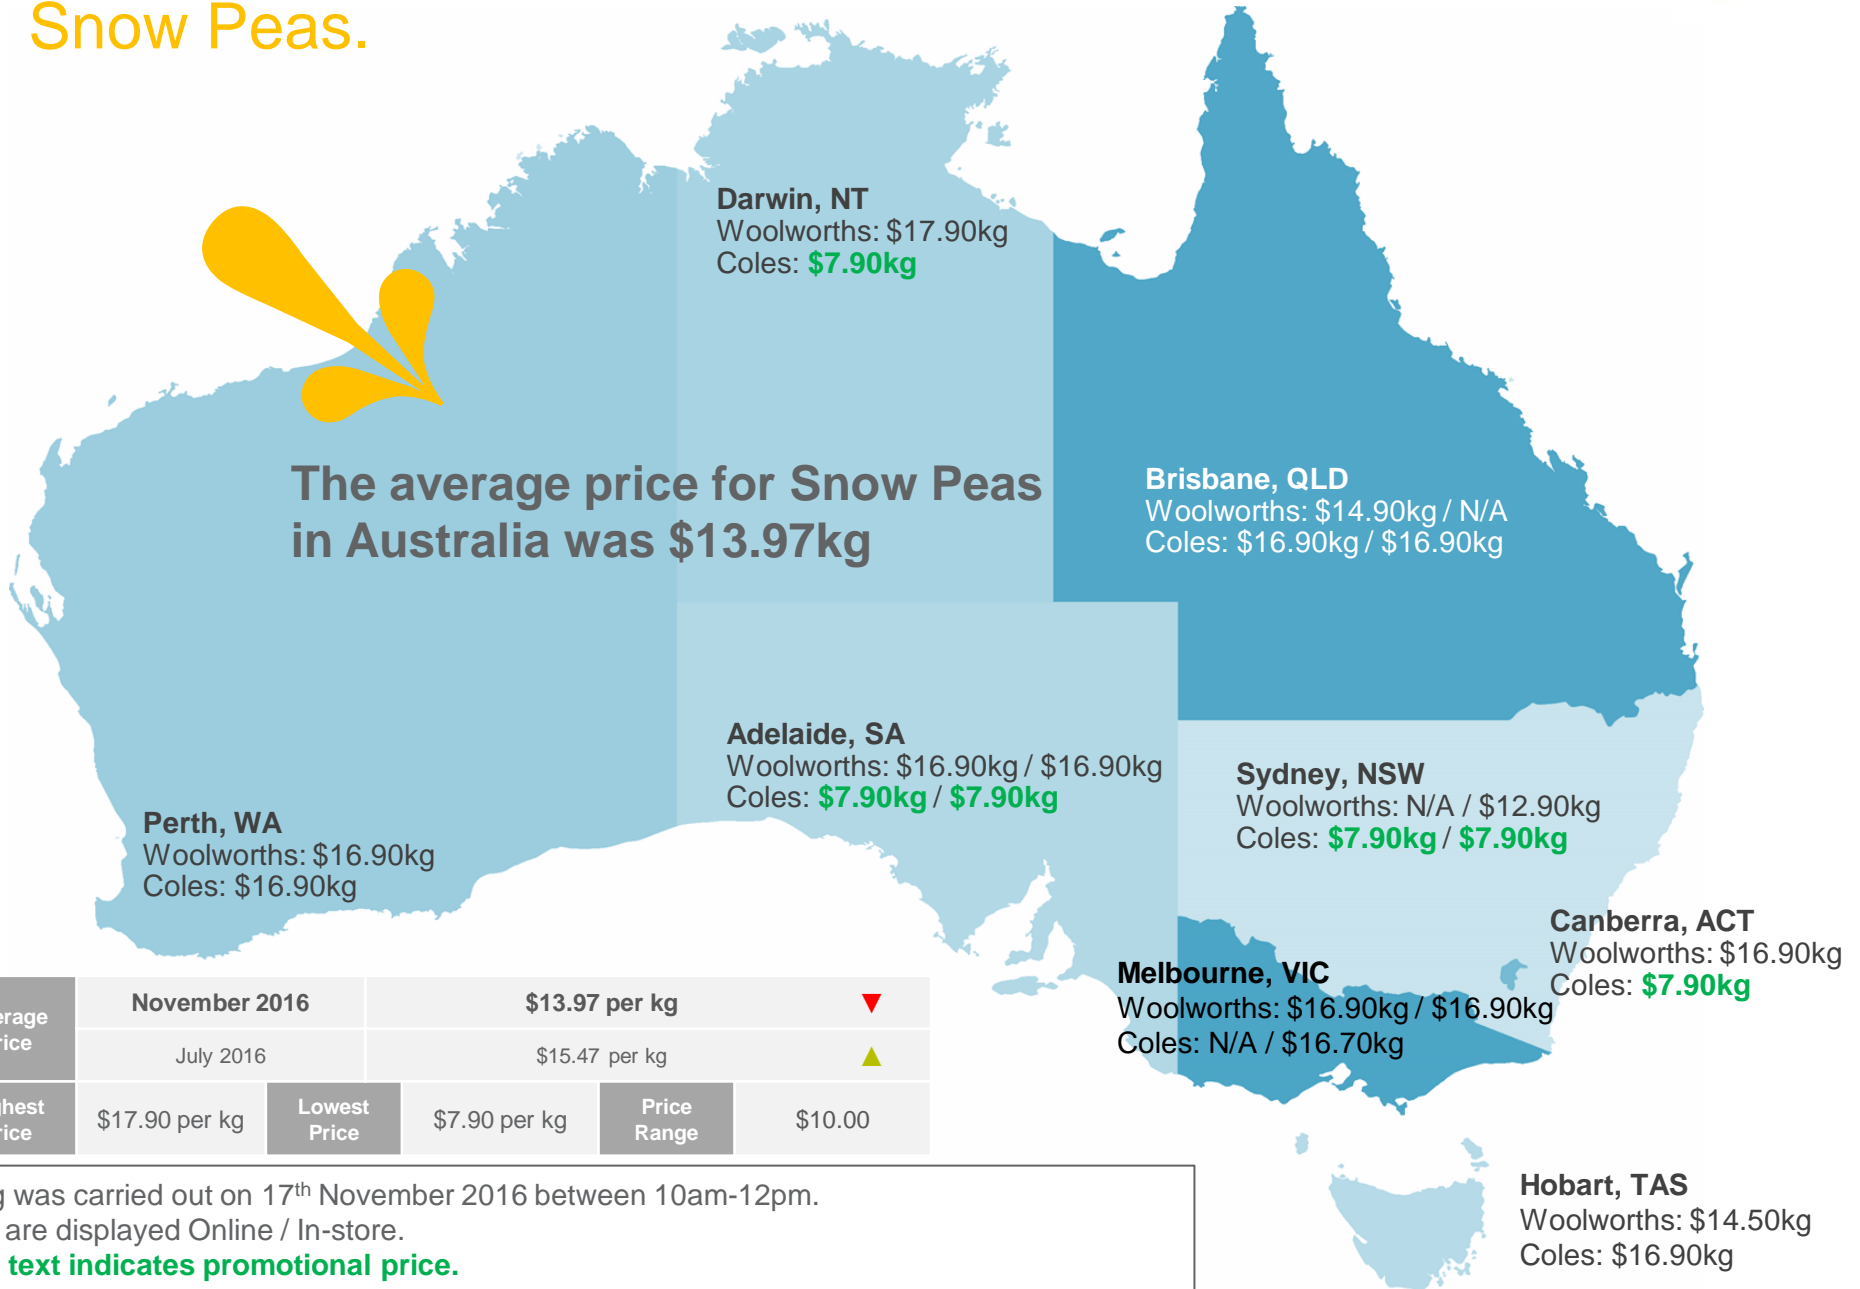 Snow Peas.
Darwin, NT
Woolworths: $17.90kg
Coles: $7.90kg
The average price for Snow Peas
in Australia was $13.97kg
Brisbane, QLD
Woolworths: $14.90kg / N/A
Coles: $16.90kg / $16.90kg
Adelaide, SA
Woolworths: $16.90kg / $16.90kg
Coles: $7.90kg / $7.90kg
Sydney, NSW
Woolworths: N/A / $12.90kg
Coles: $7.90kg / $7.90kg
Perth, WA
Woolworths: $16.90kg
Coles: $16.90kg
Canberra, ACT
Woolworths: $16.90kg
Coles: $7.90kg
Melbourne, VIC
Woolworths: $16.90kg / $16.90kg
Coles: N/A / $16.70kg
November 2016 $13.97 per kg ▼
July 2016 $15.47 per kg ▲
$17.90 per kg Lowest Price $7.90 per kg Price Range $10.00
was carried out on 17th November 2016 between 10am-12pm.
are displayed Online / In-store.
text indicates promotional price.
Hobart, TAS
Woolworths: $14.50kg
Coles: $16.90kg